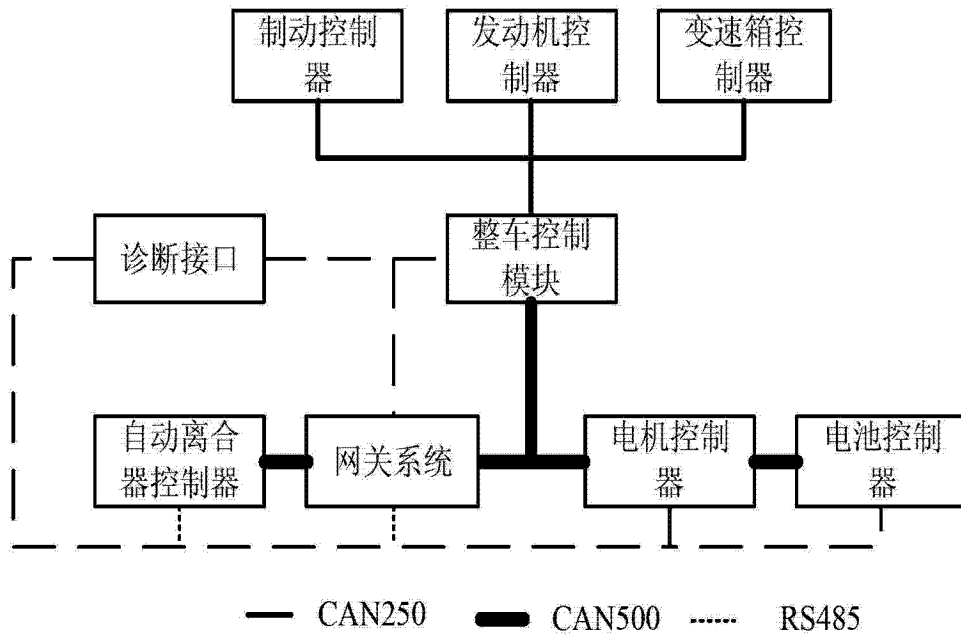 制动控制
器
发动机控
制器
变速箱控
制器
诊断接口
整车控制
模块
自动离合
器控制器
网关系统
电机控制
器
电池控制
器
CAN250
CAN500
RS485